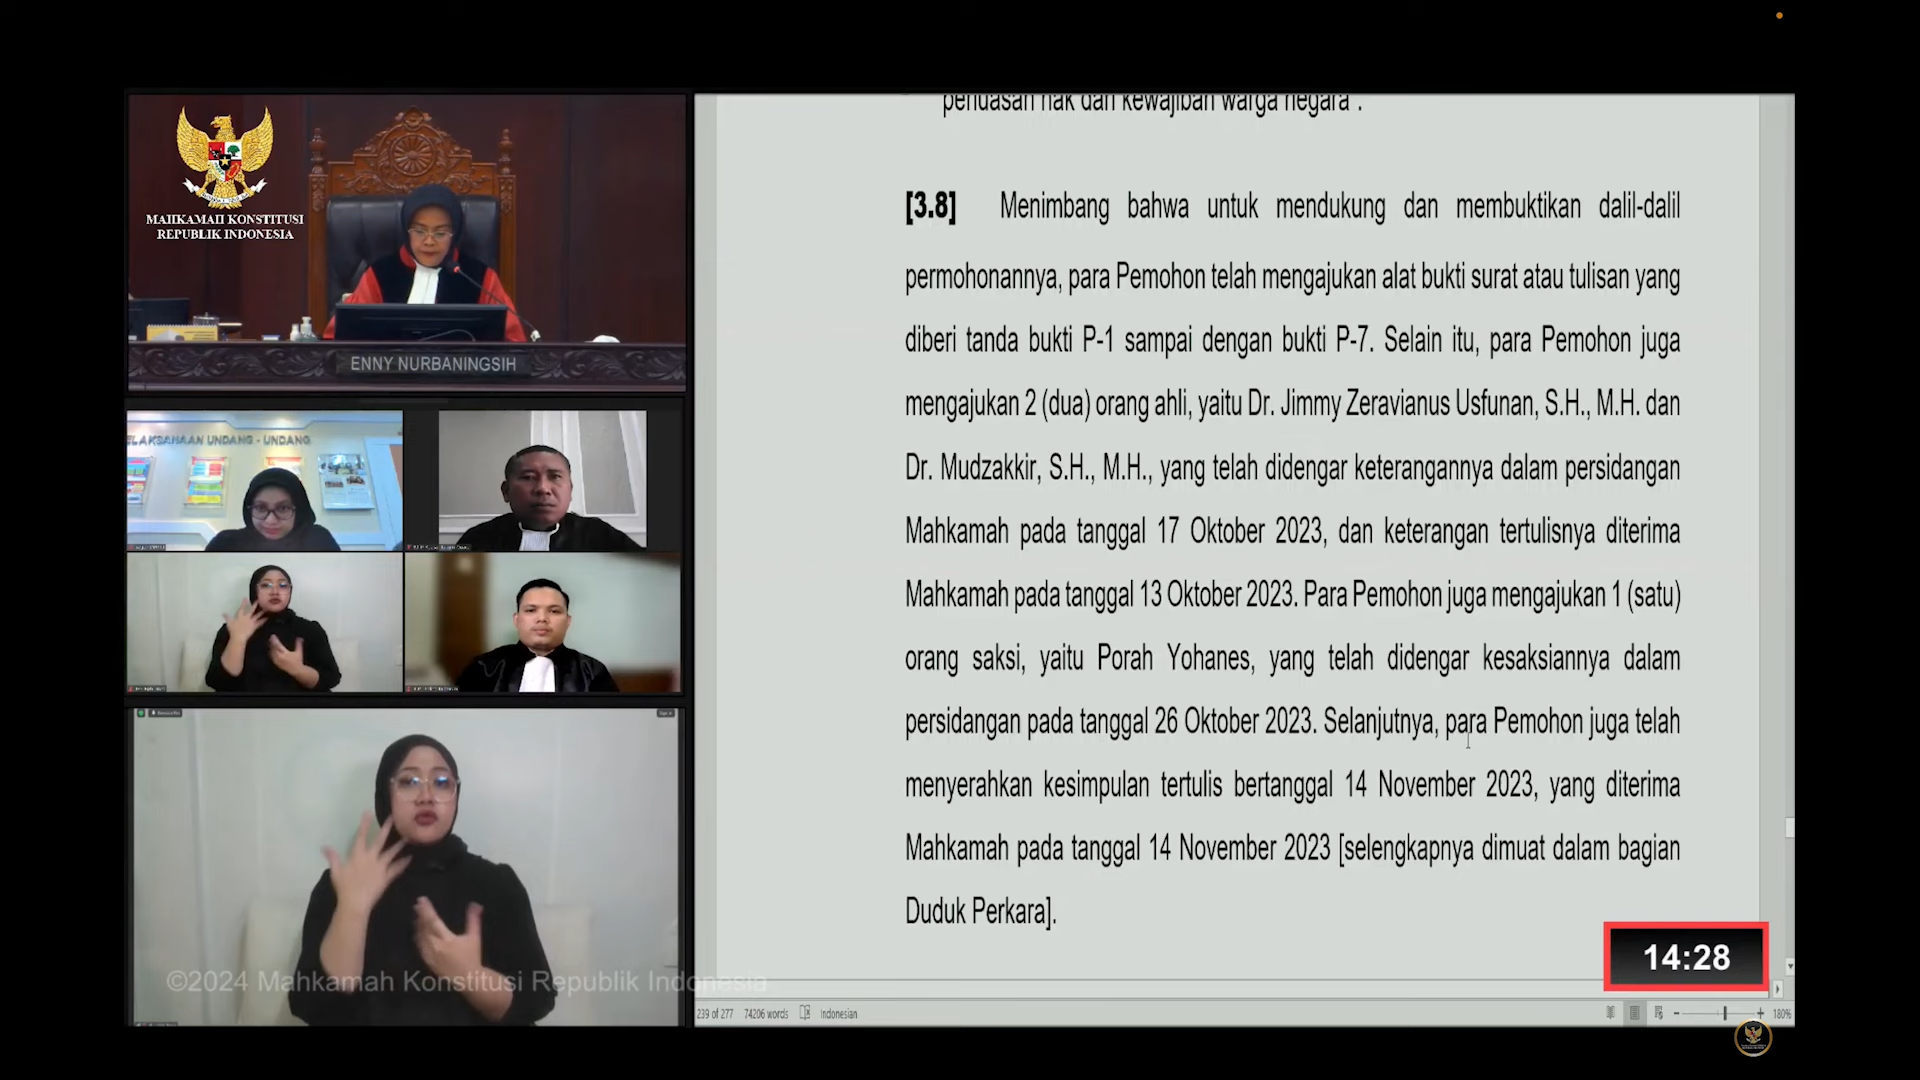 MAHKAMAH KONSTITUSI
REPUBLIK INDONESIA
ENNY NURBANINGSIH
ELAKSANAAN UNDANG - UNDANG
©2024 Mahkamah Konstitusi Republik Indonesia
hak dan kewajiban warga negara".
[3.8] Menimbang bahwa untuk mendukung dan membuktikan dalil-dalil
permohonannya, para Pemohon telah mengajukan alat bukti surat atau tulisan yang
diberi tanda bukti P-1 sampai dengan bukti P-7. Selain itu, para Pemohon juga
mengajukan 2 (dua) orang ahli, yaitu Dr. Jimmy Zeravianus Usfunan, S.H., M.H. dan
Dr. Mudzakkir, S.H., M.H., yang telah didengar keterangannya dalam persidangan
Mahkamah pada tanggal 17 Oktober 2023, dan keterangan tertulisnya diterima
Mahkamah pada tanggal 13 Oktober 2023. Para Pemohon juga mengajukan 1 (satu)
orang saksi, yaitu Porah Yohanes, yang telah didengar kesaksiannya dalam
persidangan pada tanggal 26 Oktober 2023. Selanjutnya, para Pemohon juga telah
menyerahkan kesimpulan tertulis bertanggal 14 November 2023, yang diterima
Mahkamah pada tanggal 14 November 2023 [selengkapnya dimuat dalam bagian
Duduk Perkara].
14:28
239 of 277 74206 words Indonesian
180%